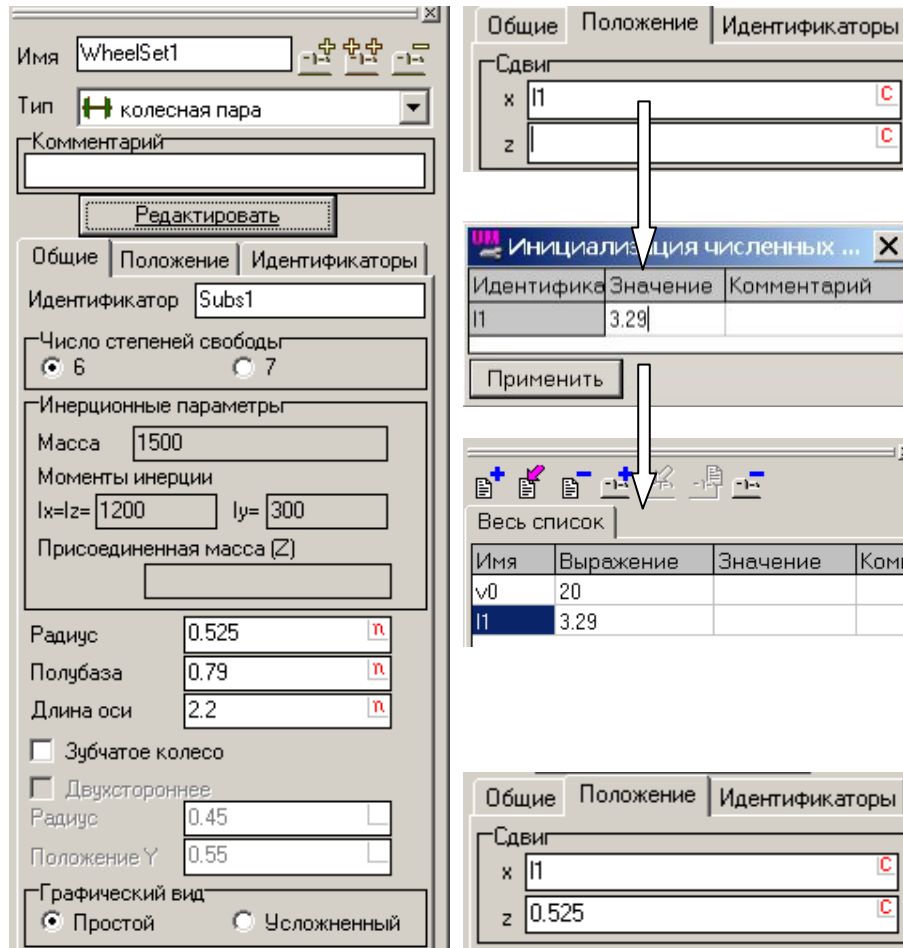 Имя WheelSet1
Тип колесная пара
Комментарий
Редактировать
Общие Положение Идентификаторы
Идентификатор Subs1
Число степеней свободы
6 7
Инерционные параметры
Масса 1500
Моменты инерции
Ix=Iz= 1200 Iy= 300
Присоединенная масса (Z)
Радиус 0.525 n
Полубаза 0.79 n
Длина оси 2.2 n
Зубчатое колесо
Двухстороннее
Радиус 0.45
Положение Y 0.55
Графический вид
Простой Усложненный
Общие Положение Идентификаторы
Сдвиг
x l1 C
z C
UM Инициализация численных ...
Идентифика Значение Комментарий
l1 3.29
Применить
Весь список
Имя Выражение Значение Ком
v0 20
l1 3.29
Общие Положение Идентификаторы
Сдвиг
x l1 C
z 0.525 C